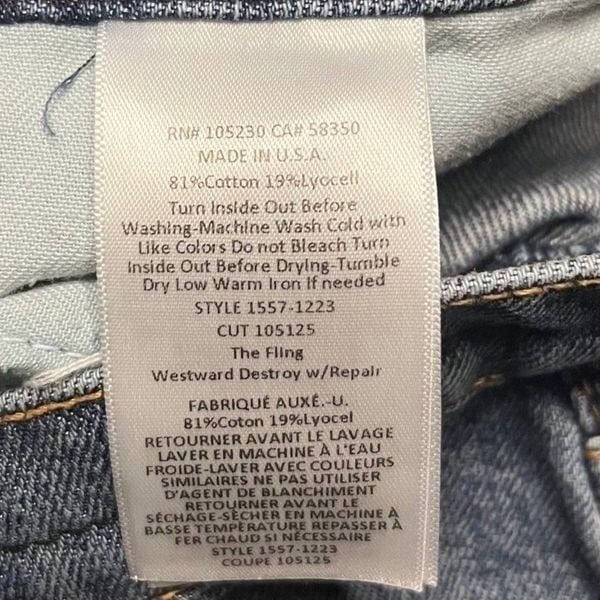 RN# 105230 CA# 58350
MADE IN U.S.A.
81%Cotton 19%Lyocell
Turn Inside Out Before
Washing-Machine Wash Cold with
Like Colors Do not Bleach Turn
Inside Out Before Drying-Tumble
Dry Low Warm Iron If needed
STYLE 1557-1223
CUT 105125
The Fling
Westward Destroy w/Repair
FABRIQUÉ AUXÉ.-U.
81%Coton 19%Lyocel
RETOURNER AVANT LE LAVAGE
LAVER EN MACHINE À L'EAU
FROIDE-LAVER AVEC COULEURS
SIMILAIRES NE PAS UTILISER
D'AGENT DE BLANCHIMENT
RETOURNER AVANT LE
SÉCHAGE-SÈCHER EN MACHINE À
BASSE TEMPÉRATURE REPASSER À
FER CHAUD SI NÉCESSAIRE
STYLE 1557-1223
COUPE 105125